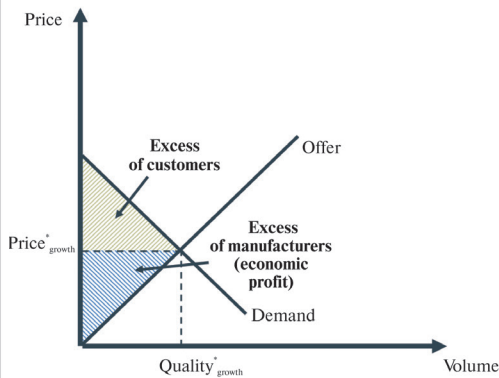 Price
Offer
Excess
of customers
Excess
of manufacturers
(economic
profit)
Price*growth
Demand
Quality*growth
Volume